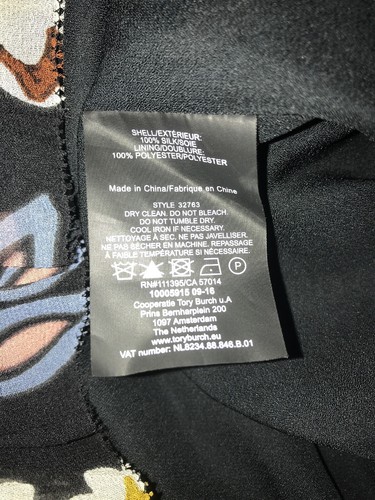 SHELL/EXTÉRIEUR:
100% SILK/SOIE
LINING/DOUBLURE:
100% POLYESTER/POLYESTER
Made in China/Fabrique en Chine
STYLE 32763
DRY CLEAN. DO NOT BLEACH.
DO NOT TUMBLE DRY.
COOL IRON IF NECESSARY.
NETTOYAGE À SEC. NE PAS JAVELLISER.
NE PAS SÉCHER EN MACHINE. REPASSAGE
À FAIBLE TEMPÉRATURE SI NÉCESSAIRE.
P
RN#111395/CA 57014
10005915 09-16
Cooperatie Tory Burch u.A
Prins Bernharplein 200
1097 Amsterdam
The Netherlands
www.toryburch.eu
VAT number: NL8234.88.846.B.01